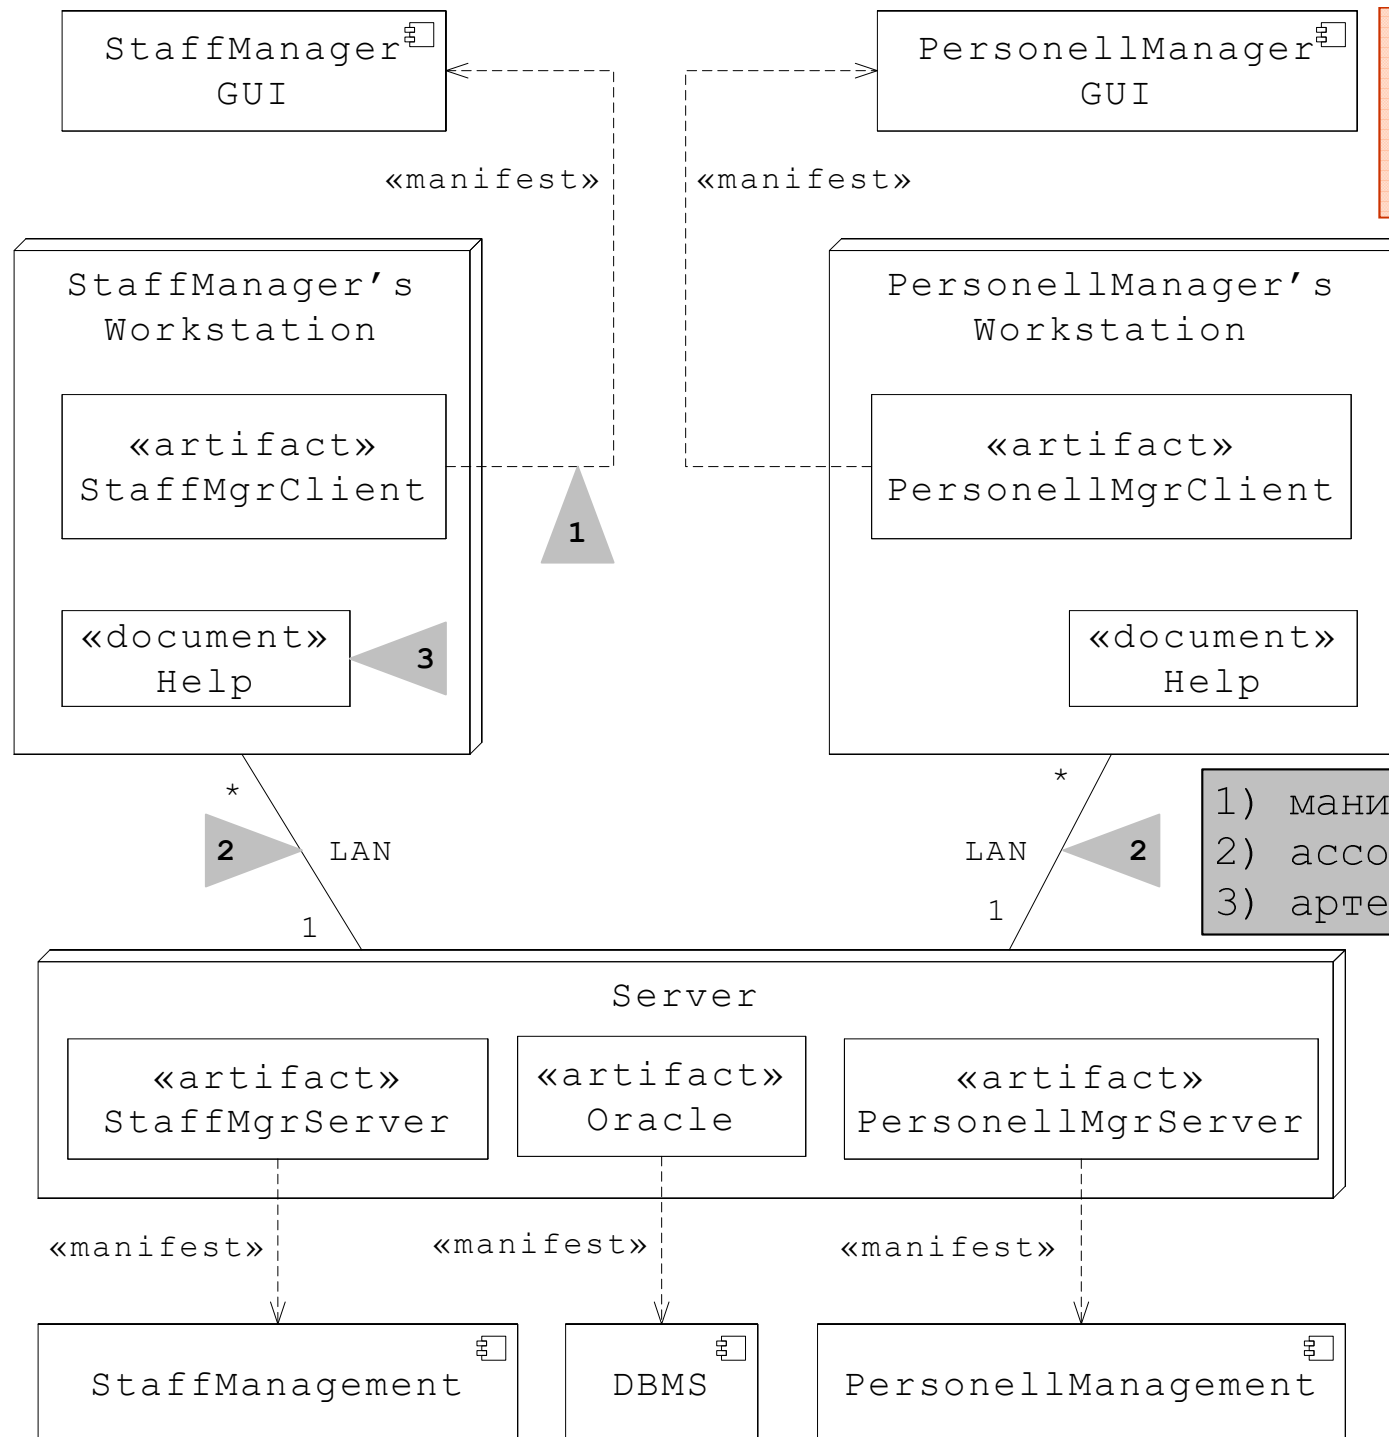 StaffManager
GUI
PersonellManager
GUI
«manifest»
«manifest»
StaffManager’s
Workstation
PersonellManager’s
Workstation
«artifact»
StaffMgrClient
«artifact»
PersonellMgrClient
1
«document»
Help
3
«document»
Help
*
*
2
LAN
LAN
2
1
1
1) мани
2) ассо
3) арте
Server
«artifact»
StaffMgrServer
«artifact»
Oracle
«artifact»
PersonellMgrServer
«manifest»
«manifest»
«manifest»
StaffManagement
DBMS
PersonellManagement